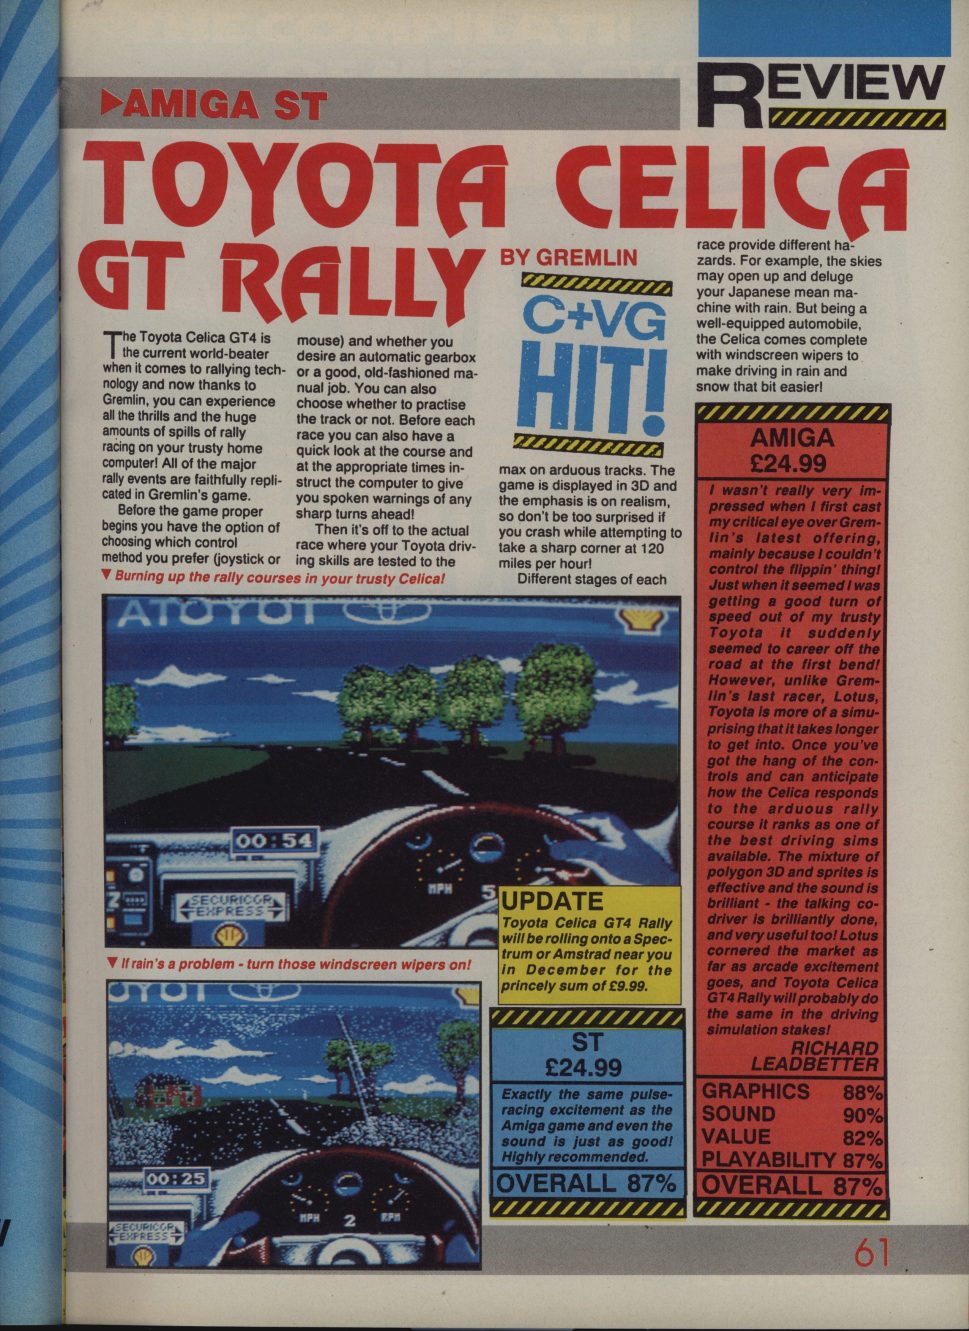 REVIEW
▶AMIGA ST
TOYOTA CELICA
GT RALLY
BY GREMLIN
C+VG
HIT!
The Toyota Celica GT4 is
the current world-beater
when it comes to rallying tech-
nology and now thanks to
Gremlin, you can experience
all the thrills and the huge
amounts of spills of rally
racing on your trusty home
computer! All of the major
rally events are faithfully repli-
cated in Gremlin's game.
Before the game proper
begins you have the option of
choosing which control
method you prefer (joystick or
mouse) and whether you
desire an automatic gearbox
or a good, old-fashioned ma-
nual job. You can also
choose whether to practise
the track or not. Before each
race you can also have a
quick look at the course and
at the appropriate times in-
struct the computer to give
you spoken warnings of any
sharp turns ahead!
Then it's off to the actual
race where your Toyota driv-
ing skills are tested to the
max on arduous tracks. The
game is displayed in 3D and
the emphasis is on realism,
so don't be too surprised if
you crash while attempting to
take a sharp corner at 120
miles per hour!
Different stages of each
race provide different ha-
zards. For example, the skies
may open up and deluge
your Japanese mean ma-
chine with rain. But being a
well-equipped automobile,
the Celica comes complete
with windscreen wipers to
make driving in rain and
snow that bit easier!
▼ Burning up the rally courses in your trusty Celica!
ATOYOT
00:54
MPH
5
SECURICOR
EXPRESS
UPDATE
Toyota Celica GT4 Rally
will be rolling onto a Spec-
trum or Amstrad near you
in December for the
princely sum of £9.99.
▼ If rain's a problem - turn those windscreen wipers on!
OYOT
00:25
MPH
2
RPM
SECURICOR
EXPRESS
ST
£24.99
Exactly the same pulse-
racing excitement as the
Amiga game and even the
sound is just as good!
Highly recommended.
OVERALL 87%
AMIGA
£24.99
I wasn't really very im-
pressed when I first cast
my critical eye over Grem-
lin's latest offering,
mainly because I couldn't
control the flippin' thing!
Just when it seemed I was
getting a good turn of
speed out of my trusty
Toyota it suddenly
seemed to career off the
road at the first bend!
However, unlike Grem-
lin's last racer, Lotus,
Toyota is more of a simu-
prising that it takes longer
to get into. Once you've
got the hang of the con-
trols and can anticipate
how the Celica responds
to the arduous rally
course it ranks as one of
the best driving sims
available. The mixture of
polygon 3D and sprites is
effective and the sound is
brilliant - the talking co-
driver is brilliantly done,
and very useful too! Lotus
cornered the market as
far as arcade excitement
goes, and Toyota Celica
GT4 Rally will probably do
the same in the driving
simulation stakes!
RICHARD
LEADBETTER
GRAPHICS 88%
SOUND 90%
VALUE 82%
PLAYABILITY 87%
OVERALL 87%
61